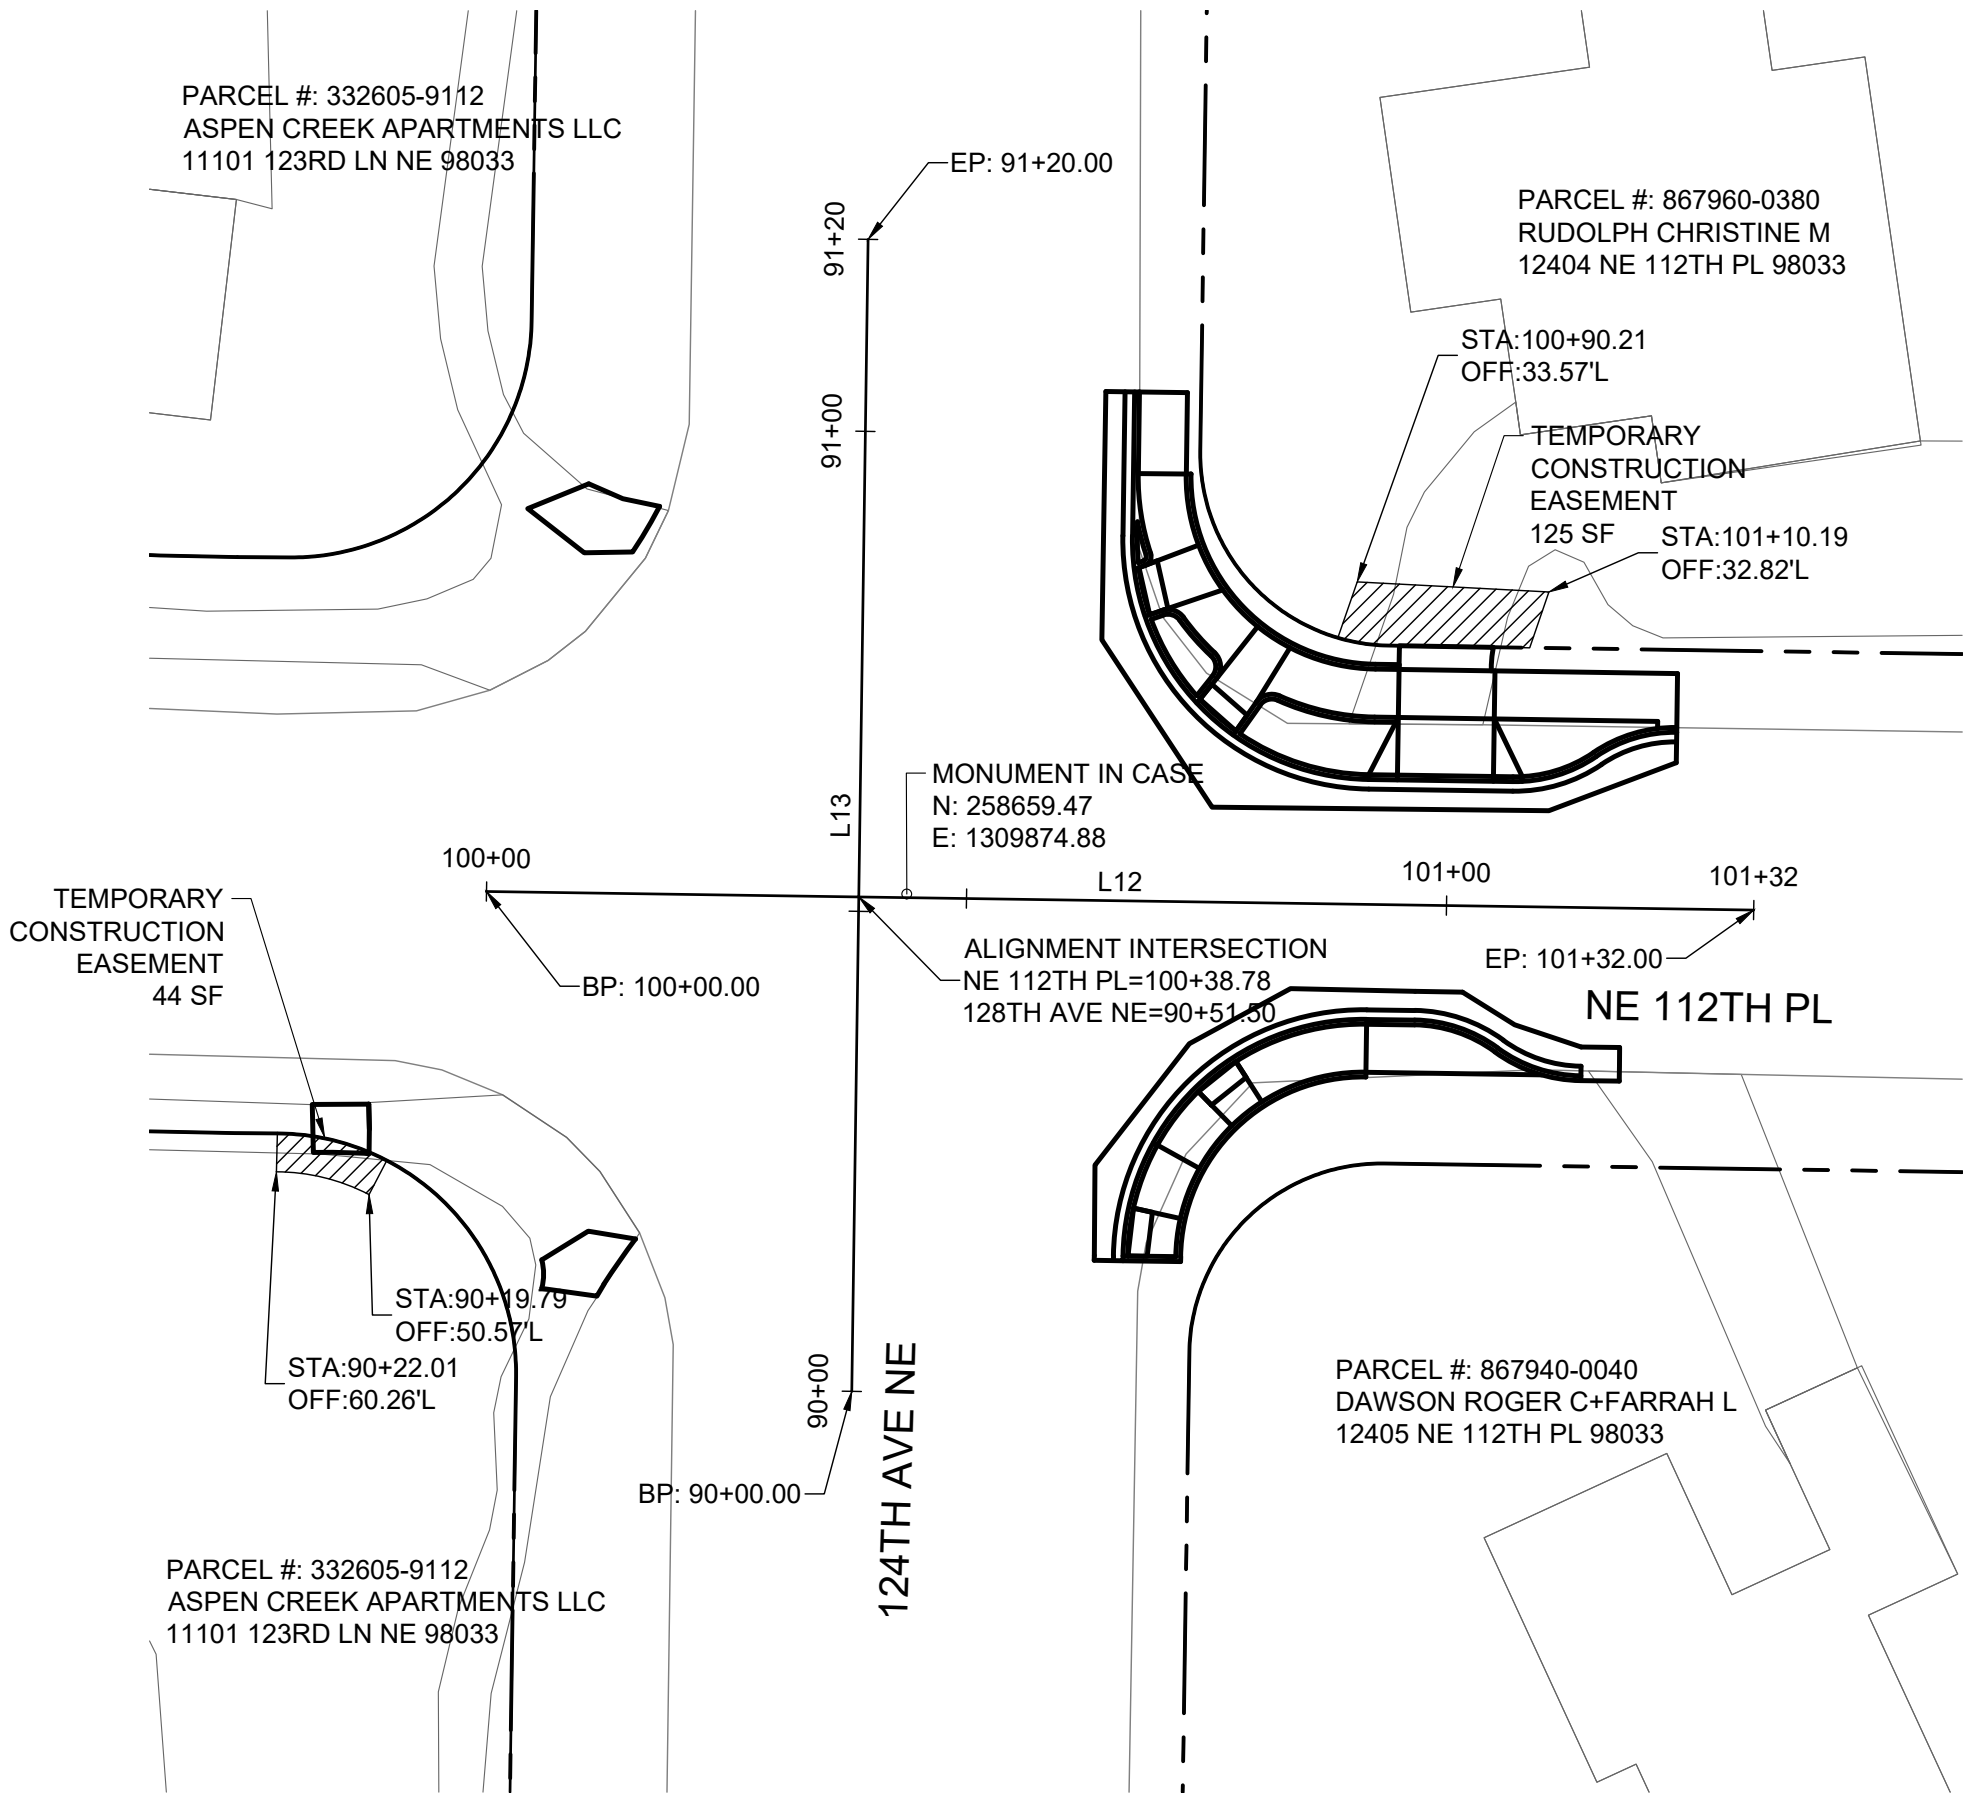 PARCEL #: 332605-9112
ASPEN CREEK APARTMENTS LLC
11101 123RD LN NE 98033
EP: 91+20.00
91+20
91+00
PARCEL #: 867960-0380
RUDOLPH CHRISTINE M
12404 NE 112TH PL 98033
STA:100+90.21
OFF:33.57'L
TEMPORARY
CONSTRUCTION
EASEMENT
125 SF
STA:101+10.19
OFF:32.82'L
L13
MONUMENT IN CASE
N: 258659.47
E: 1309874.88
100+00
L12
101+00
101+32
TEMPORARY
CONSTRUCTION
EASEMENT
44 SF
BP: 100+00.00
ALIGNMENT INTERSECTION
NE 112TH PL=100+38.78
128TH AVE NE=90+51.50
EP: 101+32.00
NE 112TH PL
STA:90+19.79
OFF:50.57'L
STA:90+22.01
OFF:60.26'L
90+00
BP: 90+00.00
124TH AVE NE
PARCEL #: 867940-0040
DAWSON ROGER C+FARRAH L
12405 NE 112TH PL 98033
PARCEL #: 332605-9112
ASPEN CREEK APARTMENTS LLC
11101 123RD LN NE 98033